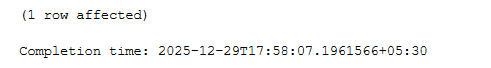 (1 row affected)
Completion time: 2025-12-29T17:58:07.1961566+05:30